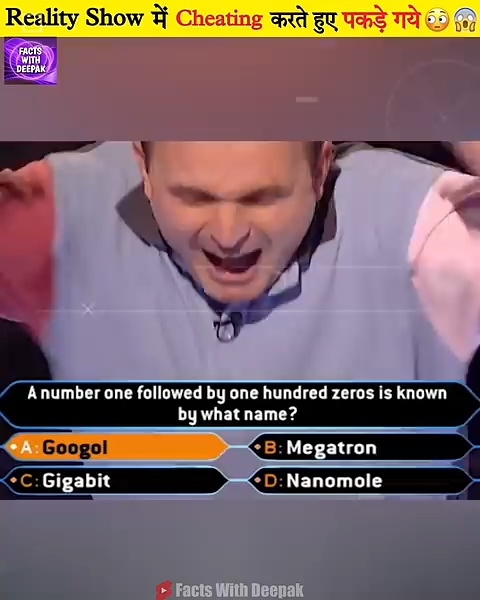 Reality Show में Cheating करते हुए पकड़े गये😳😱
FACTS
WITH
DEEPAK
A number one followed by one hundred zeros is known
by what name?
A: Googol
B: Megatron
C: Gigabit
D: Nanomole
Facts With Deepak